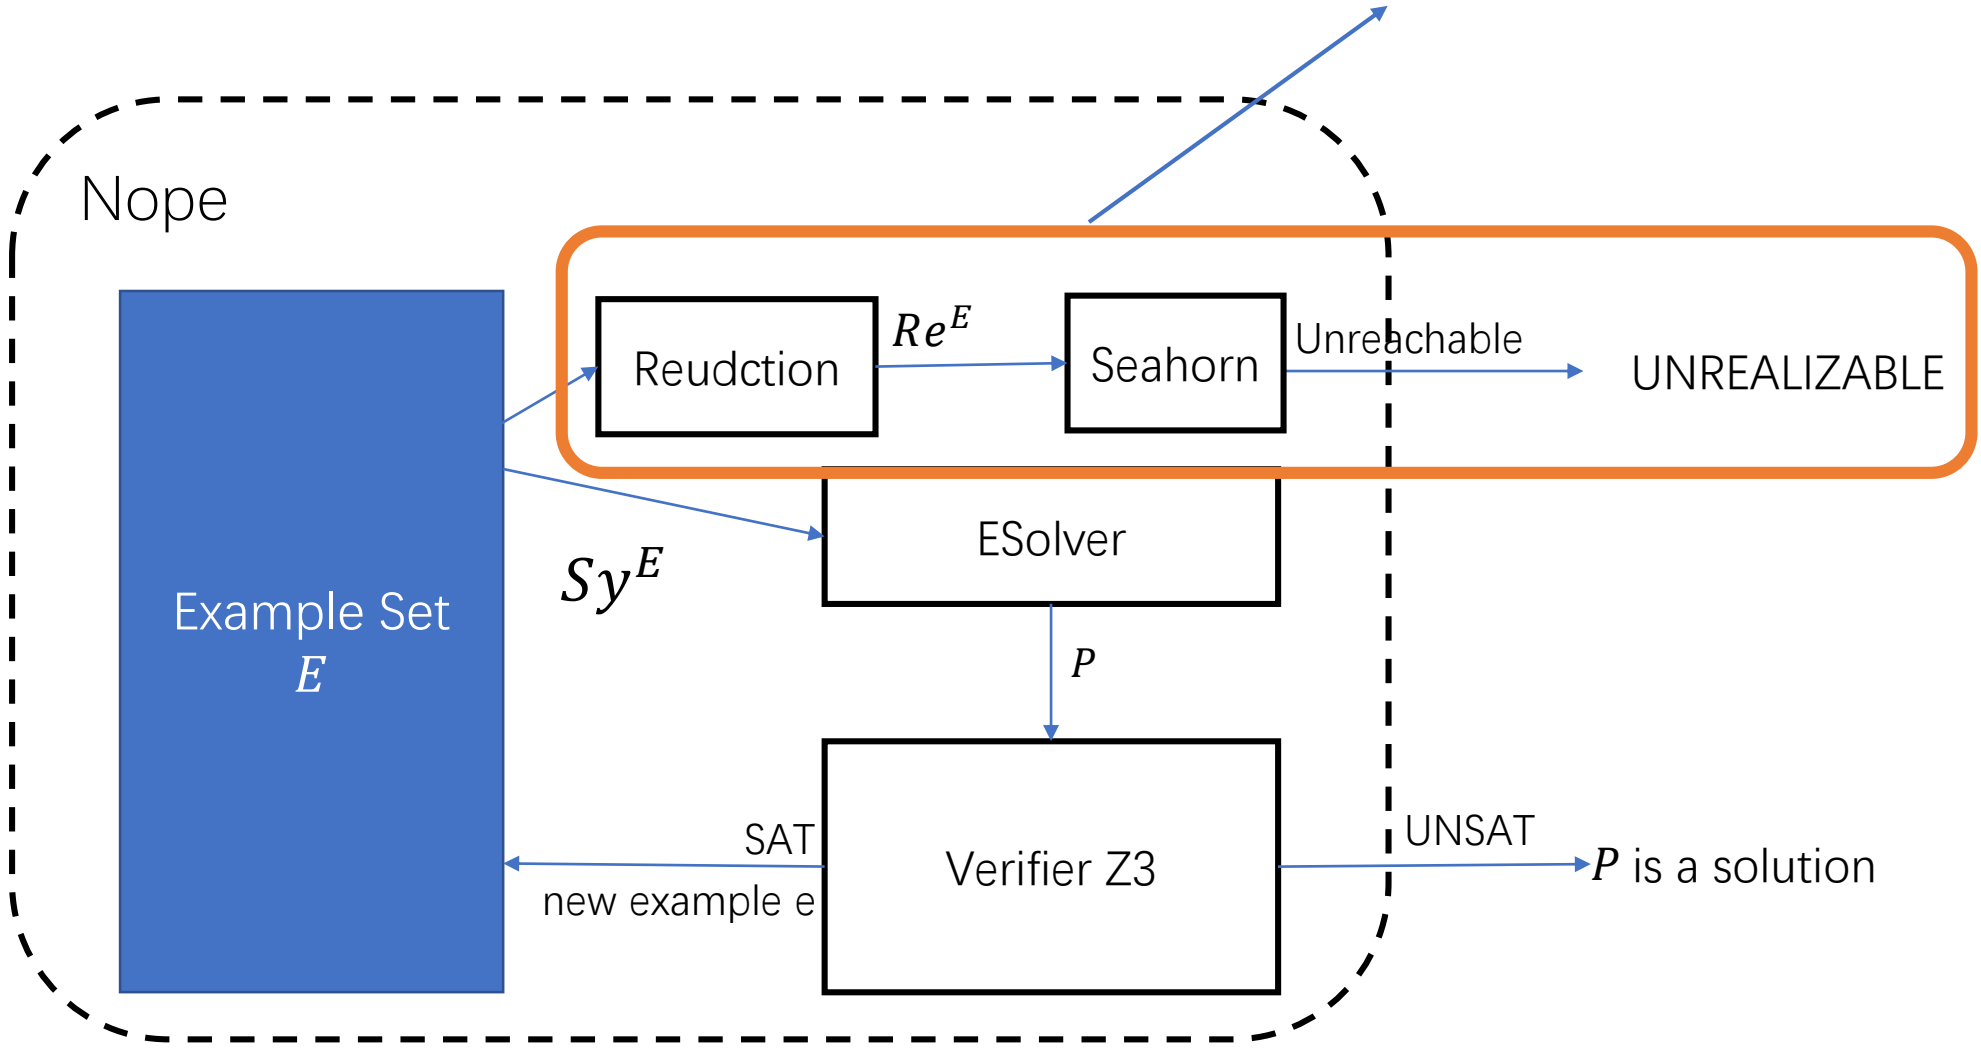 Nope
Reudction
Re^E
Seahorn
Unreachable
UNREALIZABLE
ESolver
Sy^E
Example Set
E
P
SAT
new example e
Verifier Z3
UNSAT
P is a solution